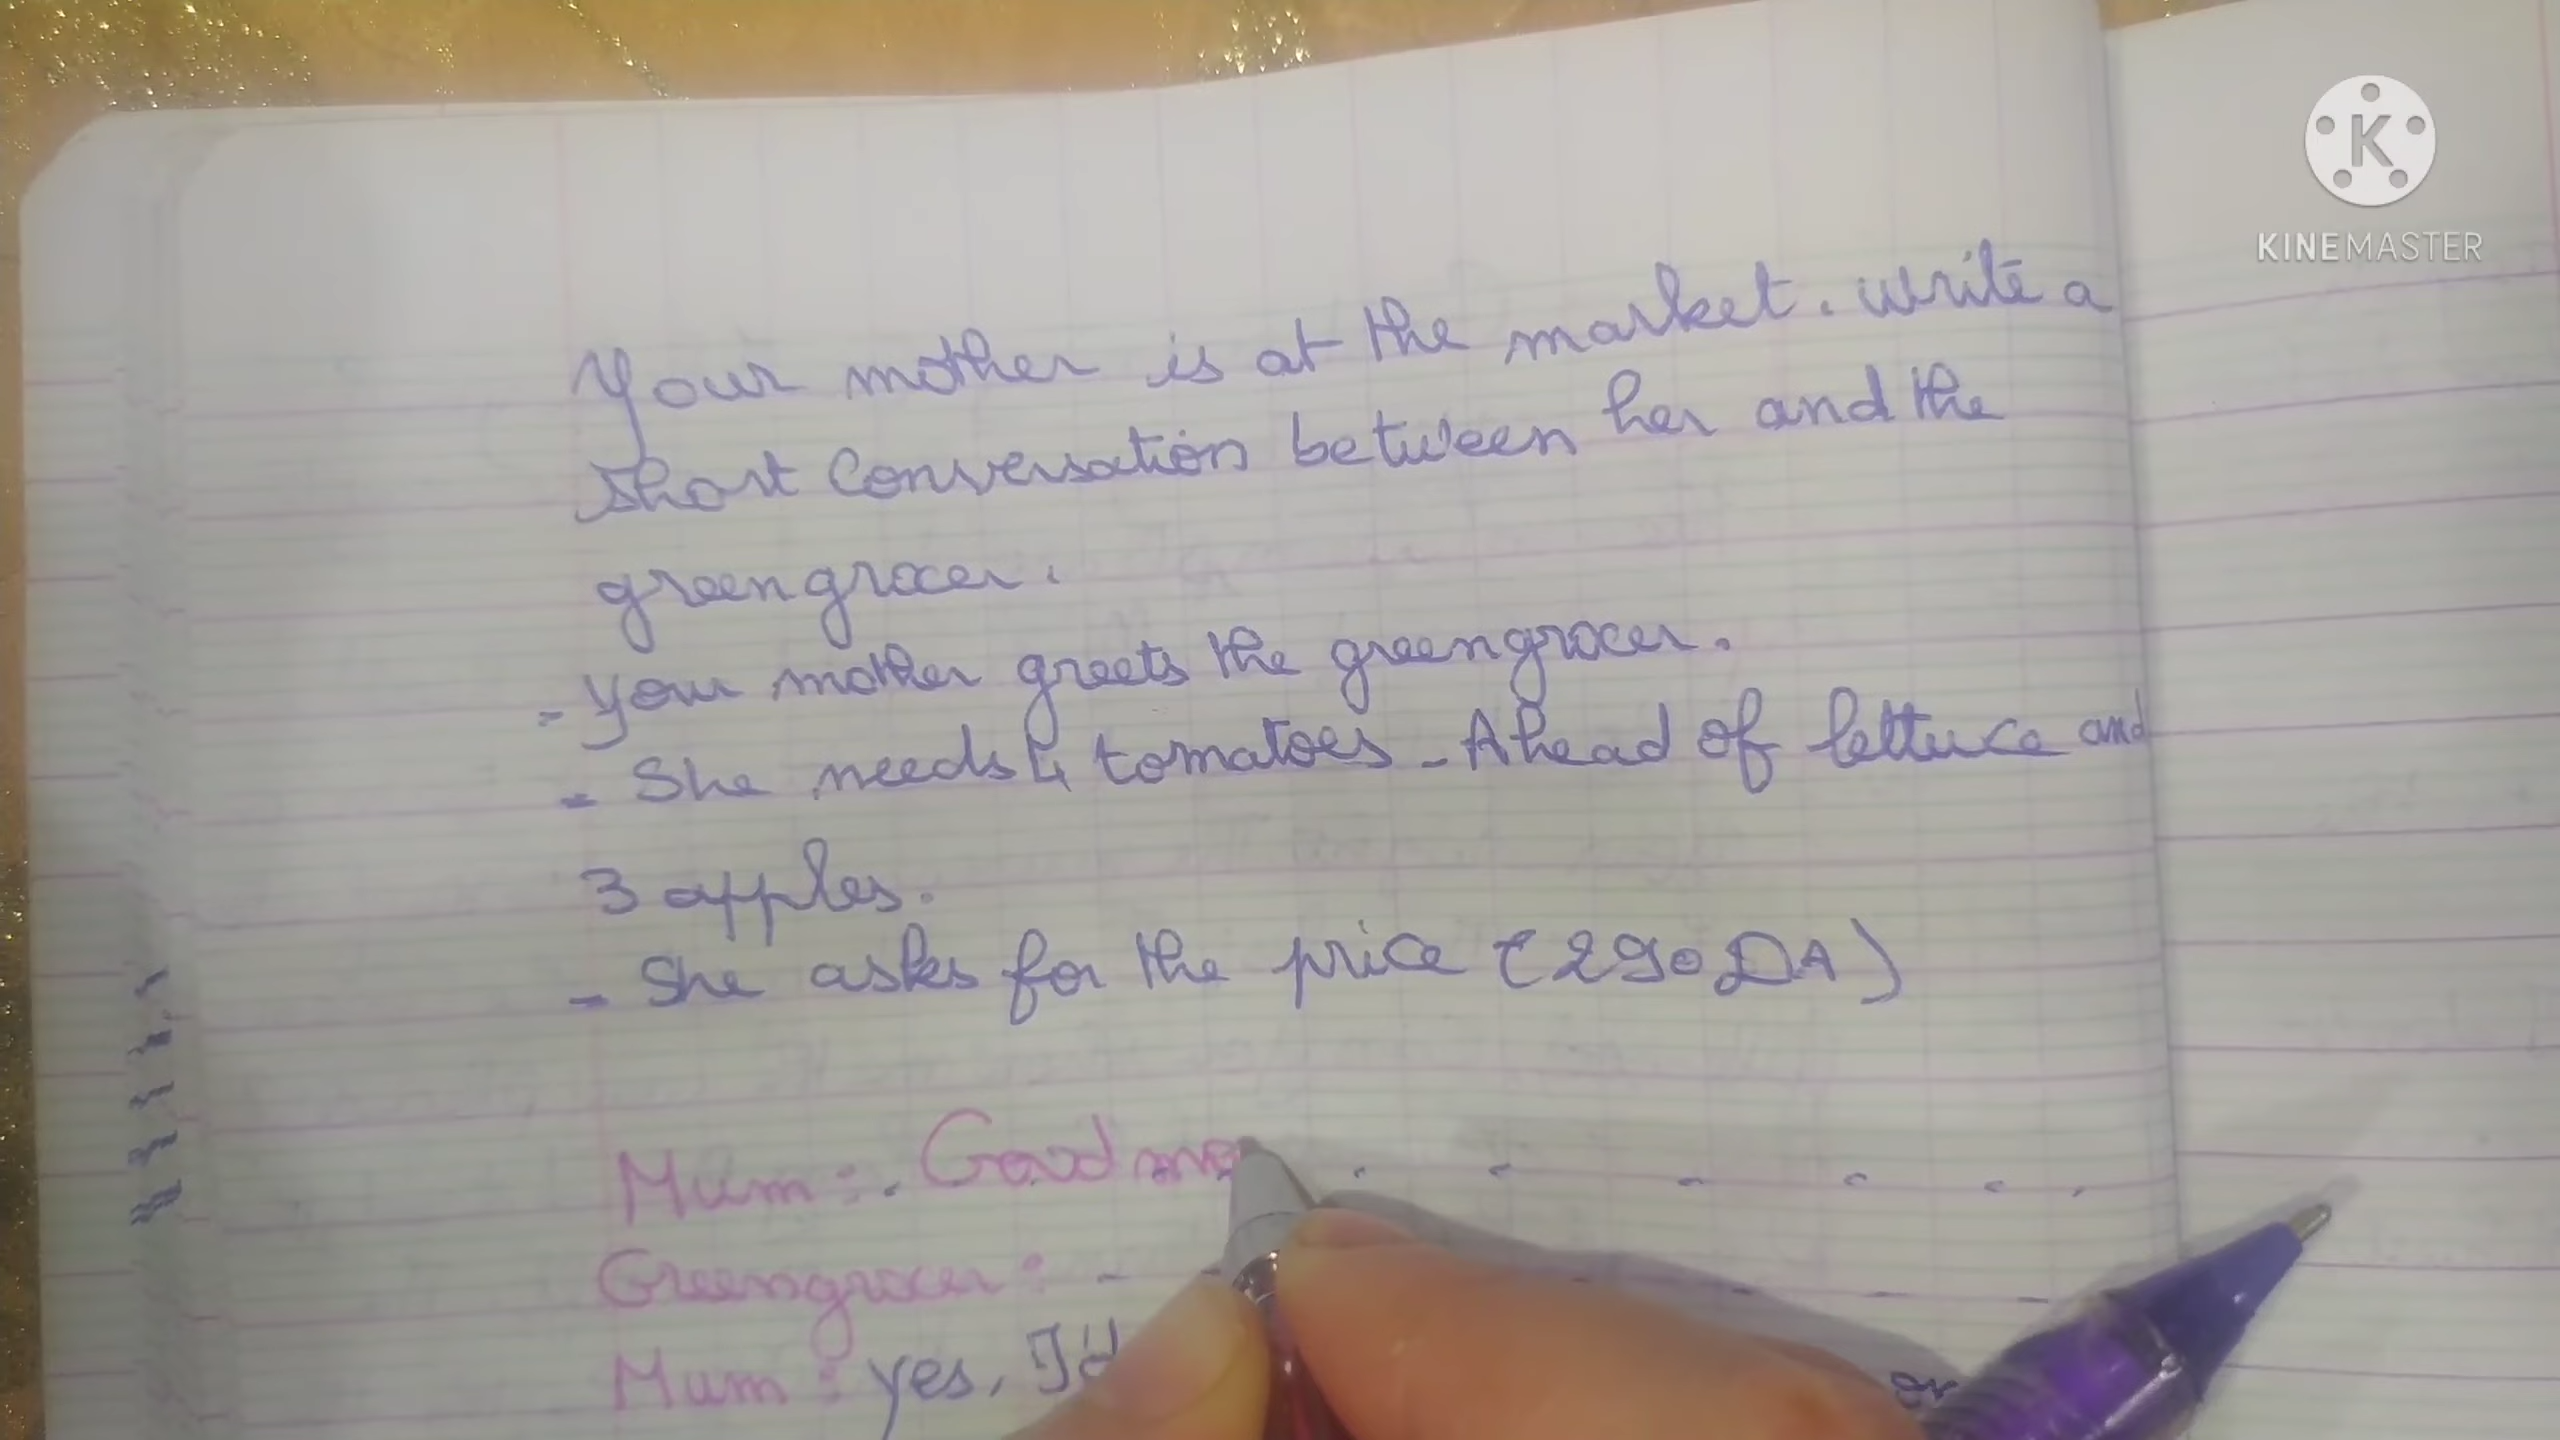 K
KINEMASTER
Your mother is at the market. write a
short Conversation between her and the
greengrocer.
- your mother greets the greengrocer.
- She needs 4 tomatoes - A head of lettuce and
3 apples.
- She asks for the price (290 DA)
Mum: Good mo
Greengrocer:
Mum: yes, I'd